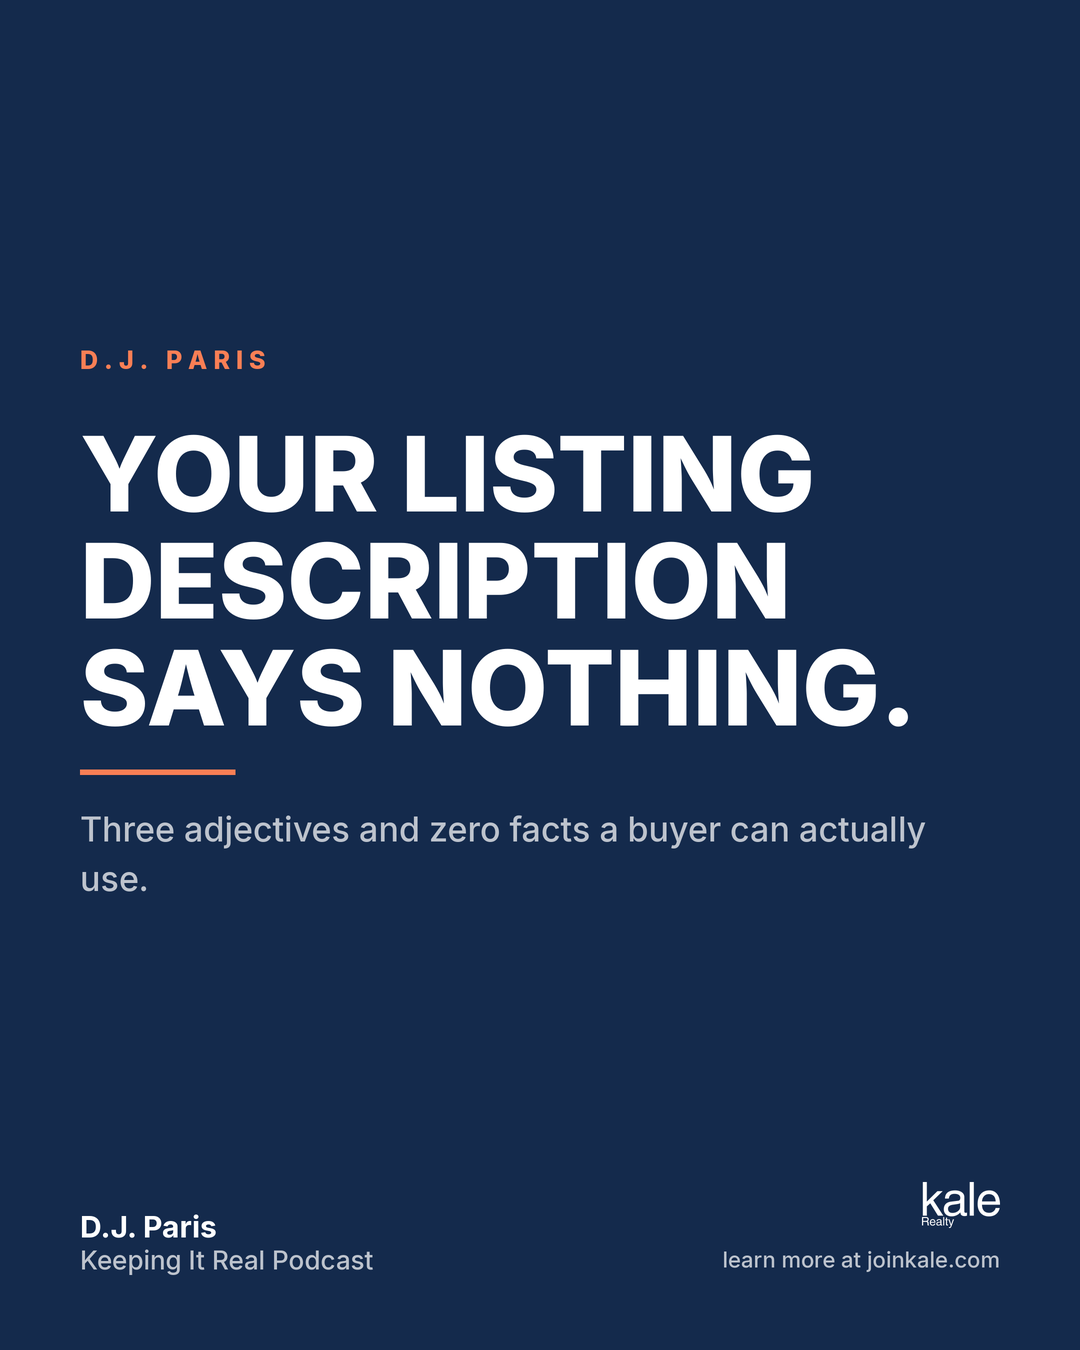 D.J. PARIS
YOUR LISTING
DESCRIPTION
SAYS NOTHING.
Three adjectives and zero facts a buyer can actually
use.
D.J. Paris
Keeping It Real Podcast
kale
Realty
learn more at joinkale.com